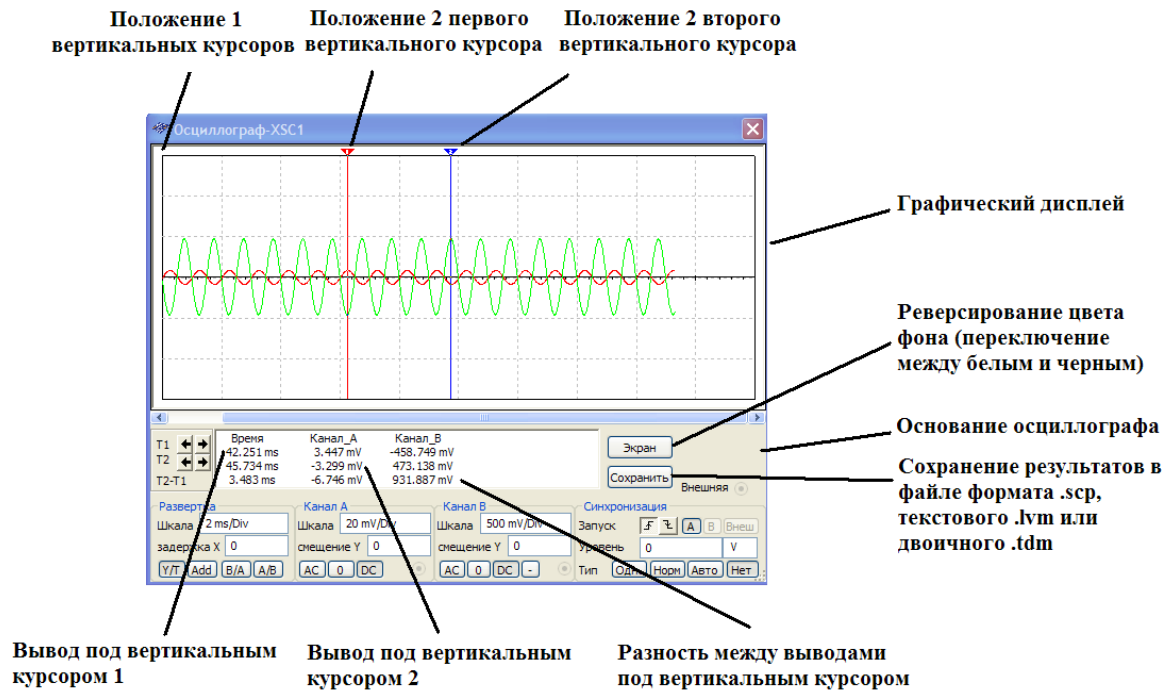 Положение 1
вертикальных курсоров
Положение 2 первого
вертикального курсора
Положение 2 второго
вертикального курсора
Осциллограф-XSC1
1
2
Графический дисплей
Реверсирование цвета
фона (переключение
между белым и черным)
Основание осциллографа
Сохранение результатов в
файле формата .scp,
текстового .lvm или
двоичного .tdm
T1
T2
T2-T1
Время Канал_A Канал_B
42.251 ms 3.447 mV -458.749 mV
45.734 ms -3.299 mV 473.138 mV
3.483 ms -6.746 mV 931.887 mV
Экран
Сохранить
Внешняя
Развертка
Шкала 2 ms/Div
задержка X 0
Y/T Add B/A A/B
Канал A
Шкала 20 mV/Div
смещение Y 0
AC 0 DC
Канал B
Шкала 500 mV/Div
смещение Y 0
AC 0 DC -
Синхронизация
Запуск A B Внеш
Уровень 0 V
Тип Одн. Норм Авто Нет
Вывод под вертикальным
курсором 1
Вывод под вертикальным
курсором 2
Разность между выводами
под вертикальным курсором